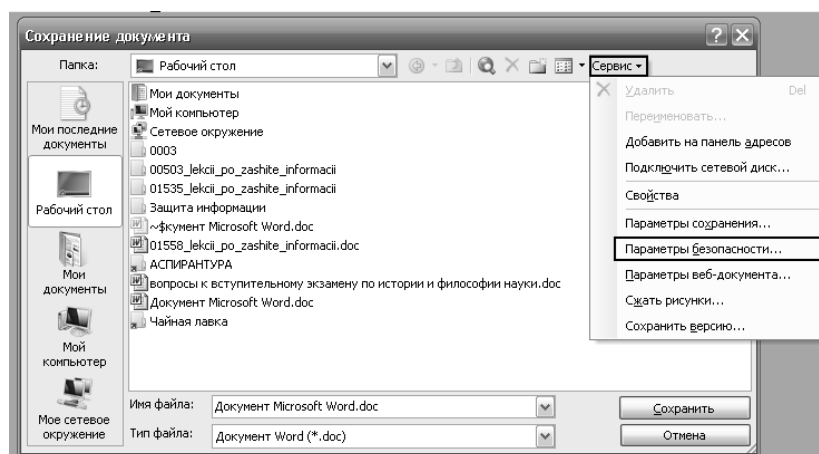 Сохранение документа
Папка:
Рабочий стол
Сервис
Мои последние
документы
Рабочий стол
Мои
документы
Мой
компьютер
Мое сетевое
окружение
Мои документы
Мой компьютер
Сетевое окружение
0003
00503_lekcii_po_zashite_informacii
01535_lekcii_po_zashite_informacii
Защита информации
~$кумент Microsoft Word.doc
01558_lekcii_po_zashite_informacii.doc
АСПИРАНТУРА
вопросы к вступительному экзамену по истории и философии науки.doc
Документ Microsoft Word.doc
Чайная лавка
Удалить Del
Переименовать...
Добавить на панель адресов
Подключить сетевой диск...
Свойства
Параметры сохранения...
Параметры безопасности...
Параметры веб-документа...
Сжать рисунки...
Сохранить версию...
Имя файла: Документ Microsoft Word.doc
Сохранить
Тип файла: Документ Word (*.doc)
Отмена